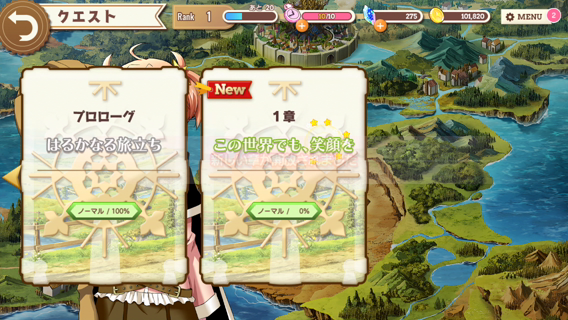 クエスト
Rank 1
あと 20
10/10
275
101,820
MENU
2
プロローグ
はるかなる旅立ち
ノーマル / 100%
New
1章
この世界でも、笑顔を
ノーマル / 0%